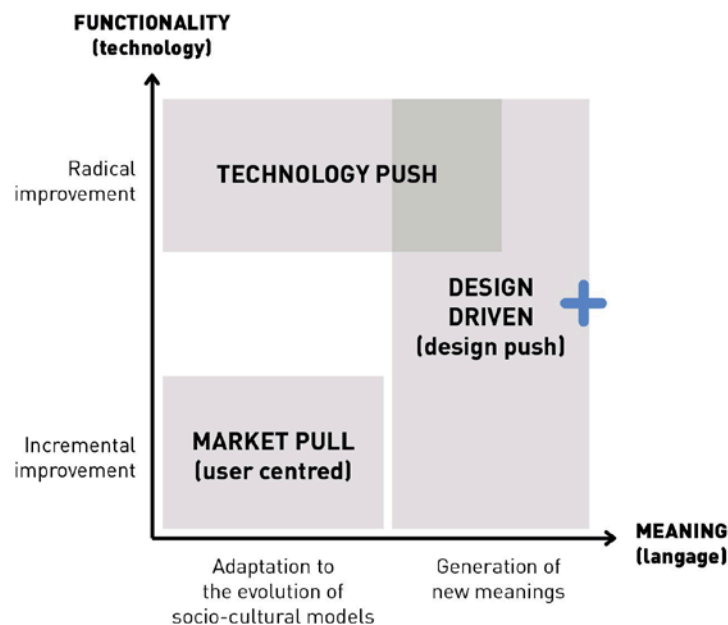 FUNCTIONALITY
(technology)
Radical
improvement
TECHNOLOGY PUSH
DESIGN
DRIVEN
(design push)
Incremental
improvement
MARKET PULL
(user centred)
MEANING
(langage)
Adaptation to
the evolution of
socio-cultural models
Generation of
new meanings